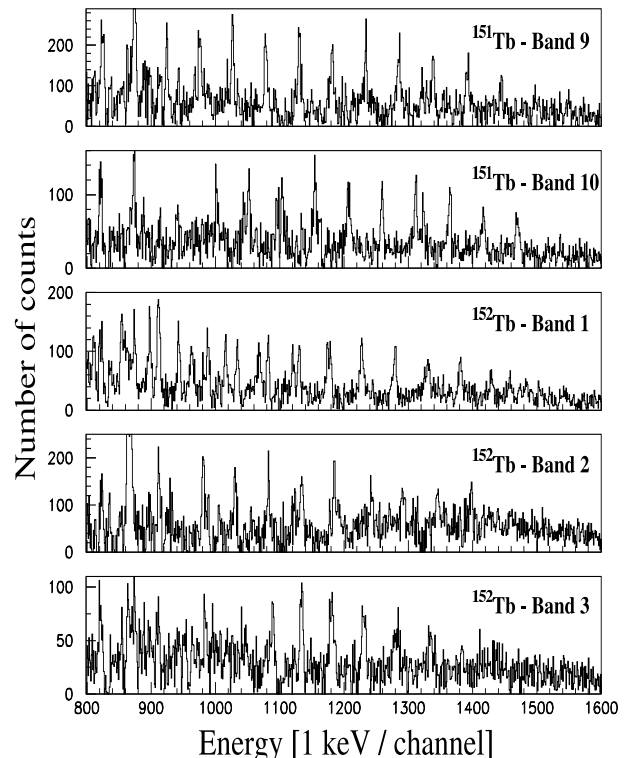 Number of counts
200
100
0
¹⁵¹Tb - Band 9
100
0
¹⁵¹Tb - Band 10
200
100
0
¹⁵²Tb - Band 1
200
100
0
¹⁵²Tb - Band 2
100
50
0
¹⁵²Tb - Band 3
800 900 1000 1100 1200 1300 1400 1500 1600
Energy [1 keV / channel]